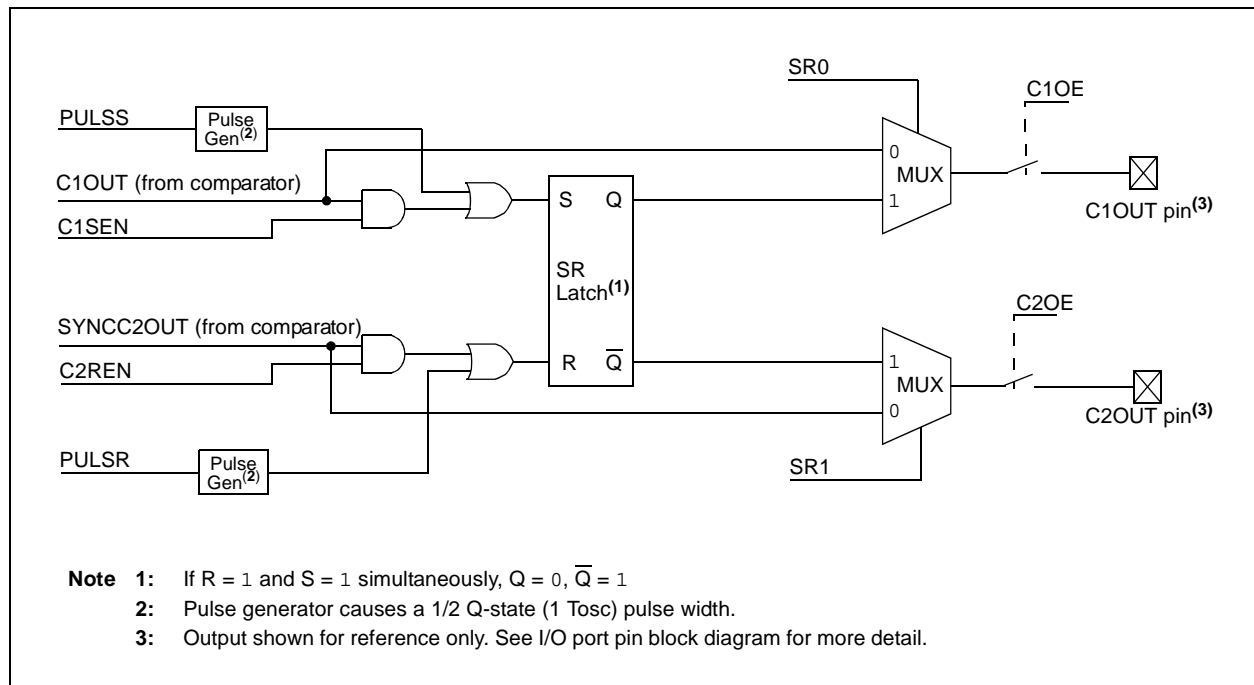 SR0
C1OE
PULSS
Pulse
Gen(2)
0
MUX
1
C1OUT (from comparator)
C1SEN
S Q
C1OUT pin(3)
SR
Latch(1)
SYNCC2OUT (from comparator)
C2REN
R Q̅
C2OE
1
MUX
0
C2OUT pin(3)
PULSR
Pulse
Gen(2)
SR1
Note 1: If R = 1 and S = 1 simultaneously, Q = 0, Q̅ = 1
2: Pulse generator causes a 1/2 Q-state (1 Tosc) pulse width.
3: Output shown for reference only. See I/O port pin block diagram for more detail.